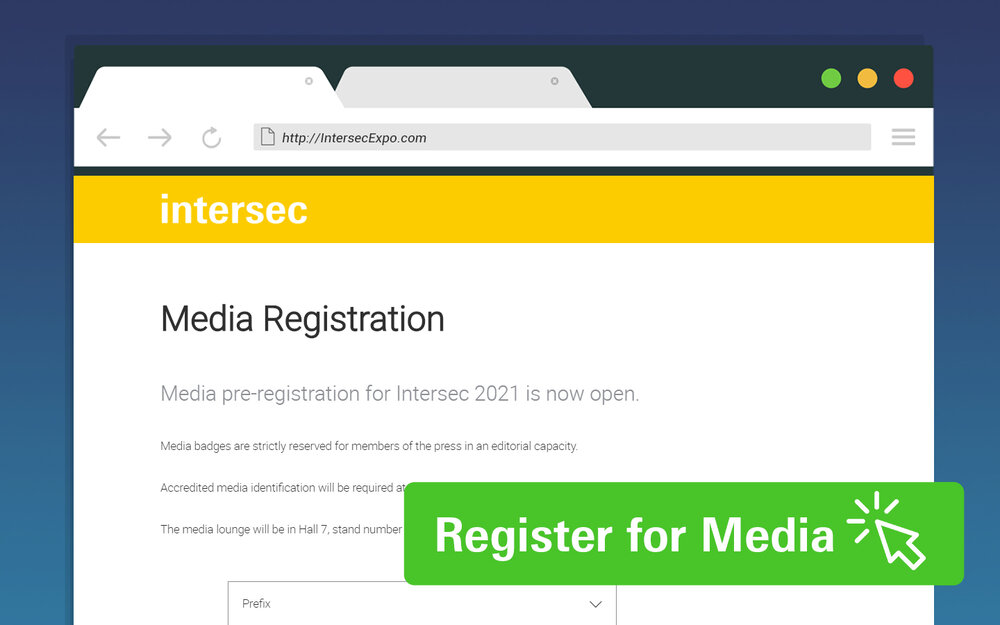 http://IntersecExpo.com
intersec
Media Registration
Media pre-registration for Intersec 2021 is now open.
Media badges are strictly reserved for members of the press in an editorial capacity.
Accredited media identification will be required at
The media lounge will be in Hall 7, stand number
Register for Media
Prefix